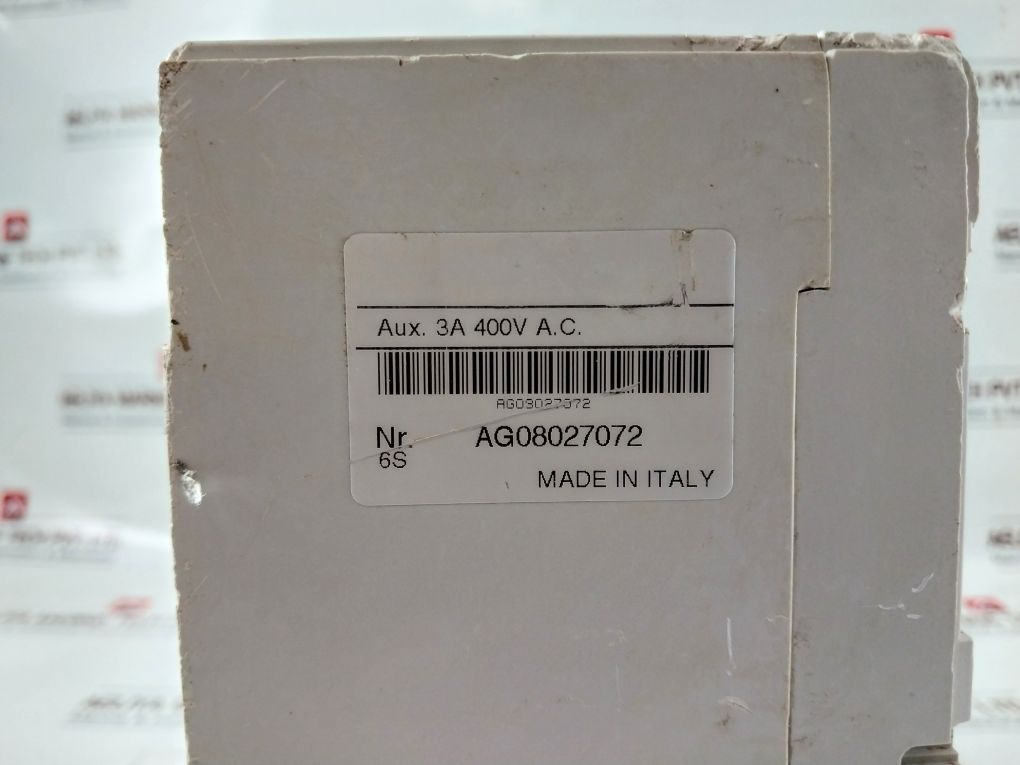 Aux. 3A 400V A.C.
AG08027072
Nr. AG08027072
6S
MADE IN ITALY